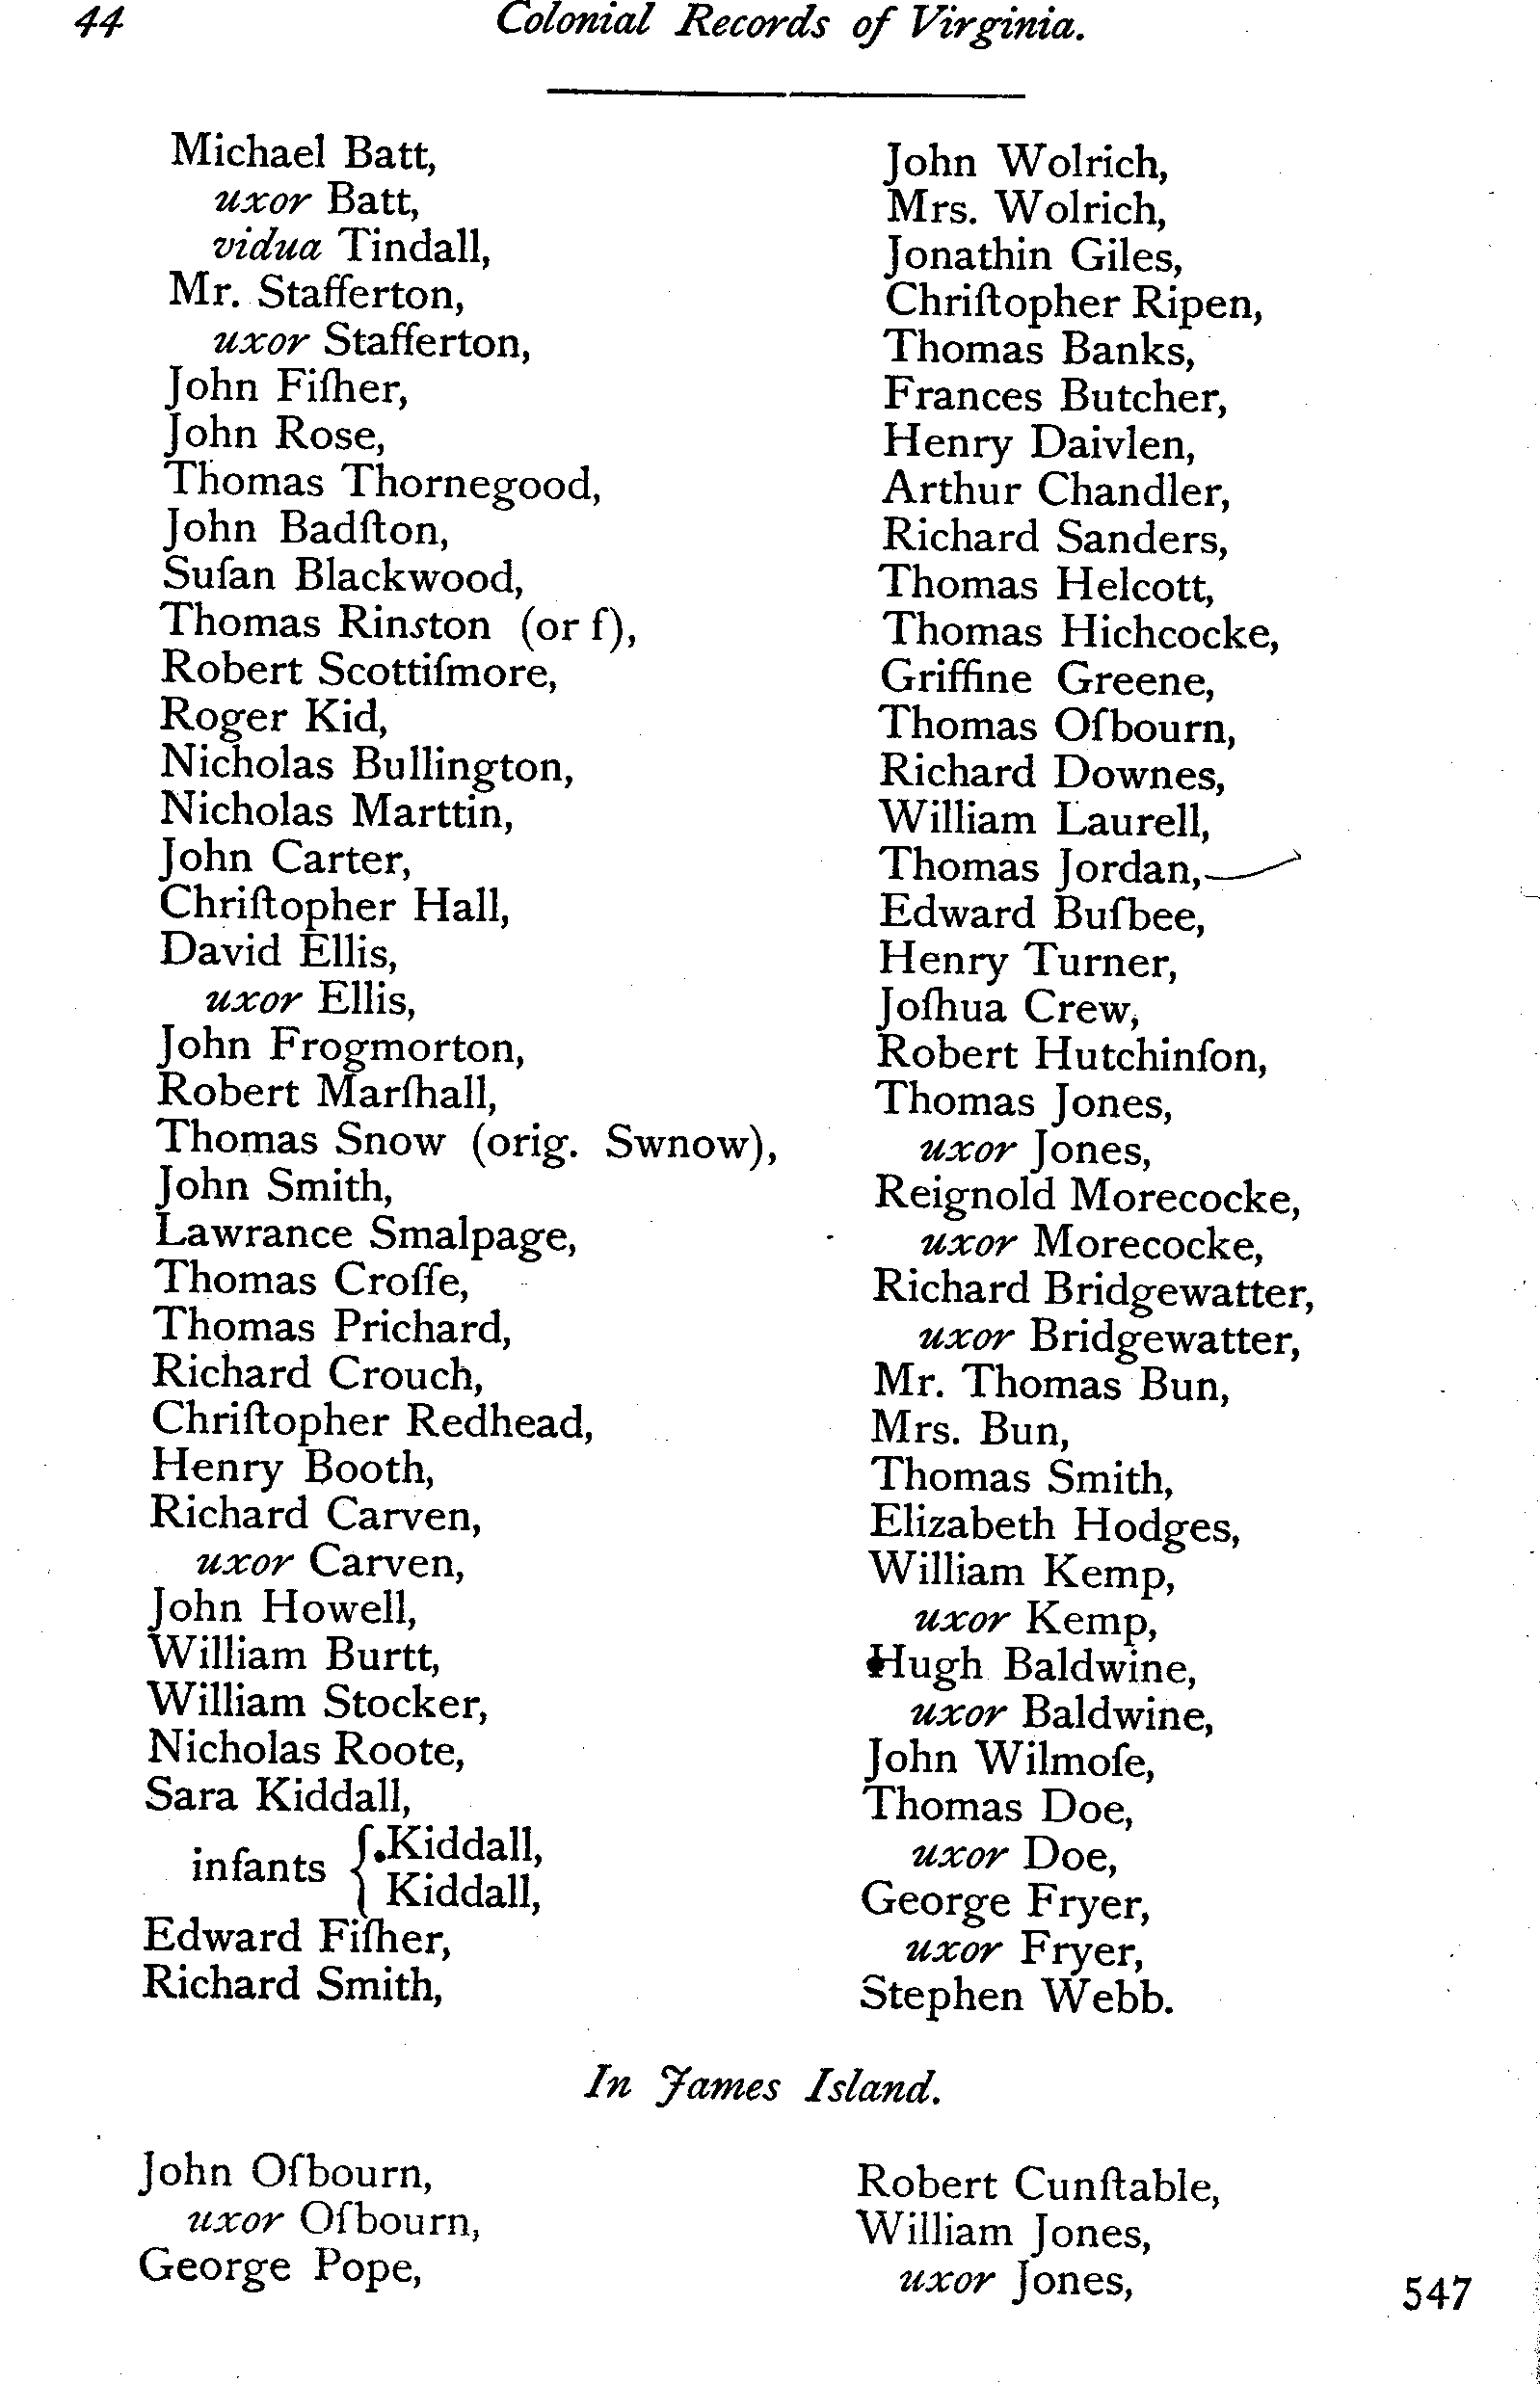 44
Colonial Records of Virginia.
Michael Batt,
uxor Batt,
vidua Tindall,
Mr. Stafferton,
uxor Stafferton,
John Fiſher,
John Rose,
Thomas Thornegood,
John Badſton,
Suſan Blackwood,
Thomas Rinston (or f),
Robert Scottiſmore,
Roger Kid,
Nicholas Bullington,
Nicholas Marttin,
John Carter,
Chriſtopher Hall,
David Ellis,
uxor Ellis,
John Frogmorton,
Robert Marſhall,
Thomas Snow (orig. Swnow),
John Smith,
Lawrance Smalpage,
Thomas Croſſe,
Thomas Prichard,
Richard Crouch,
Chriſtopher Redhead,
Henry Booth,
Richard Carven,
uxor Carven,
John Howell,
William Burtt,
William Stocker,
Nicholas Roote,
Sara Kiddall,
infants { Kiddall,
Kiddall,
Edward Fiſher,
Richard Smith,
John Wolrich,
Mrs. Wolrich,
Jonathin Giles,
Chriſtopher Ripen,
Thomas Banks,
Frances Butcher,
Henry Daivlen,
Arthur Chandler,
Richard Sanders,
Thomas Helcott,
Thomas Hichcocke,
Griffine Greene,
Thomas Oſbourn,
Richard Downes,
William Laurell,
Thomas Jordan,
Edward Buſbee,
Henry Turner,
Joſhua Crew,
Robert Hutchinſon,
Thomas Jones,
uxor Jones,
Reignold Morecocke,
uxor Morecocke,
Richard Bridgewatter,
uxor Bridgewatter,
Mr. Thomas Bun,
Mrs. Bun,
Thomas Smith,
Elizabeth Hodges,
William Kemp,
uxor Kemp,
Hugh Baldwine,
uxor Baldwine,
John Wilmoſe,
Thomas Doe,
uxor Doe,
George Fryer,
uxor Fryer,
Stephen Webb.
In James Island.
John Oſbourn,
uxor Oſbourn,
George Pope,
Robert Cunſtable,
William Jones,
uxor Jones,
547